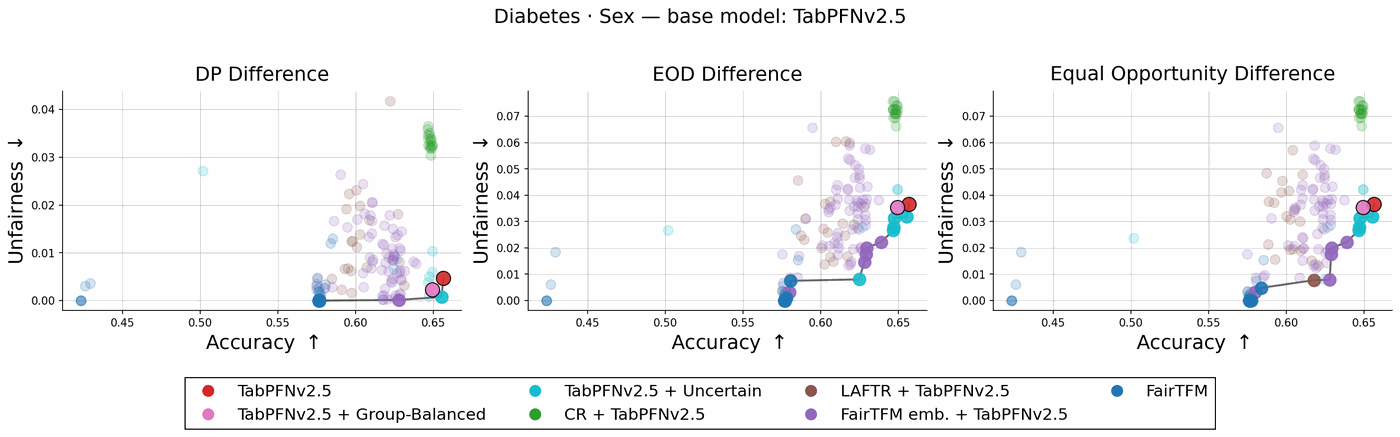 Diabetes · Sex — base model: TabPFNv2.5
DP Difference
EOD Difference
Equal Opportunity Difference
Unfairness ↓
0.04
0.03
0.02
0.01
0.00
0.45 0.50 0.55 0.60 0.65
Accuracy ↑
Unfairness ↓
0.07
0.06
0.05
0.04
0.03
0.02
0.01
0.00
0.45 0.50 0.55 0.60 0.65
Accuracy ↑
Unfairness ↓
0.07
0.06
0.05
0.04
0.03
0.02
0.01
0.00
0.45 0.50 0.55 0.60 0.65
Accuracy ↑
TabPFNv2.5
TabPFNv2.5 + Group-Balanced
TabPFNv2.5 + Uncertain
CR + TabPFNv2.5
LAFTR + TabPFNv2.5
FairTFM emb. + TabPFNv2.5
FairTFM